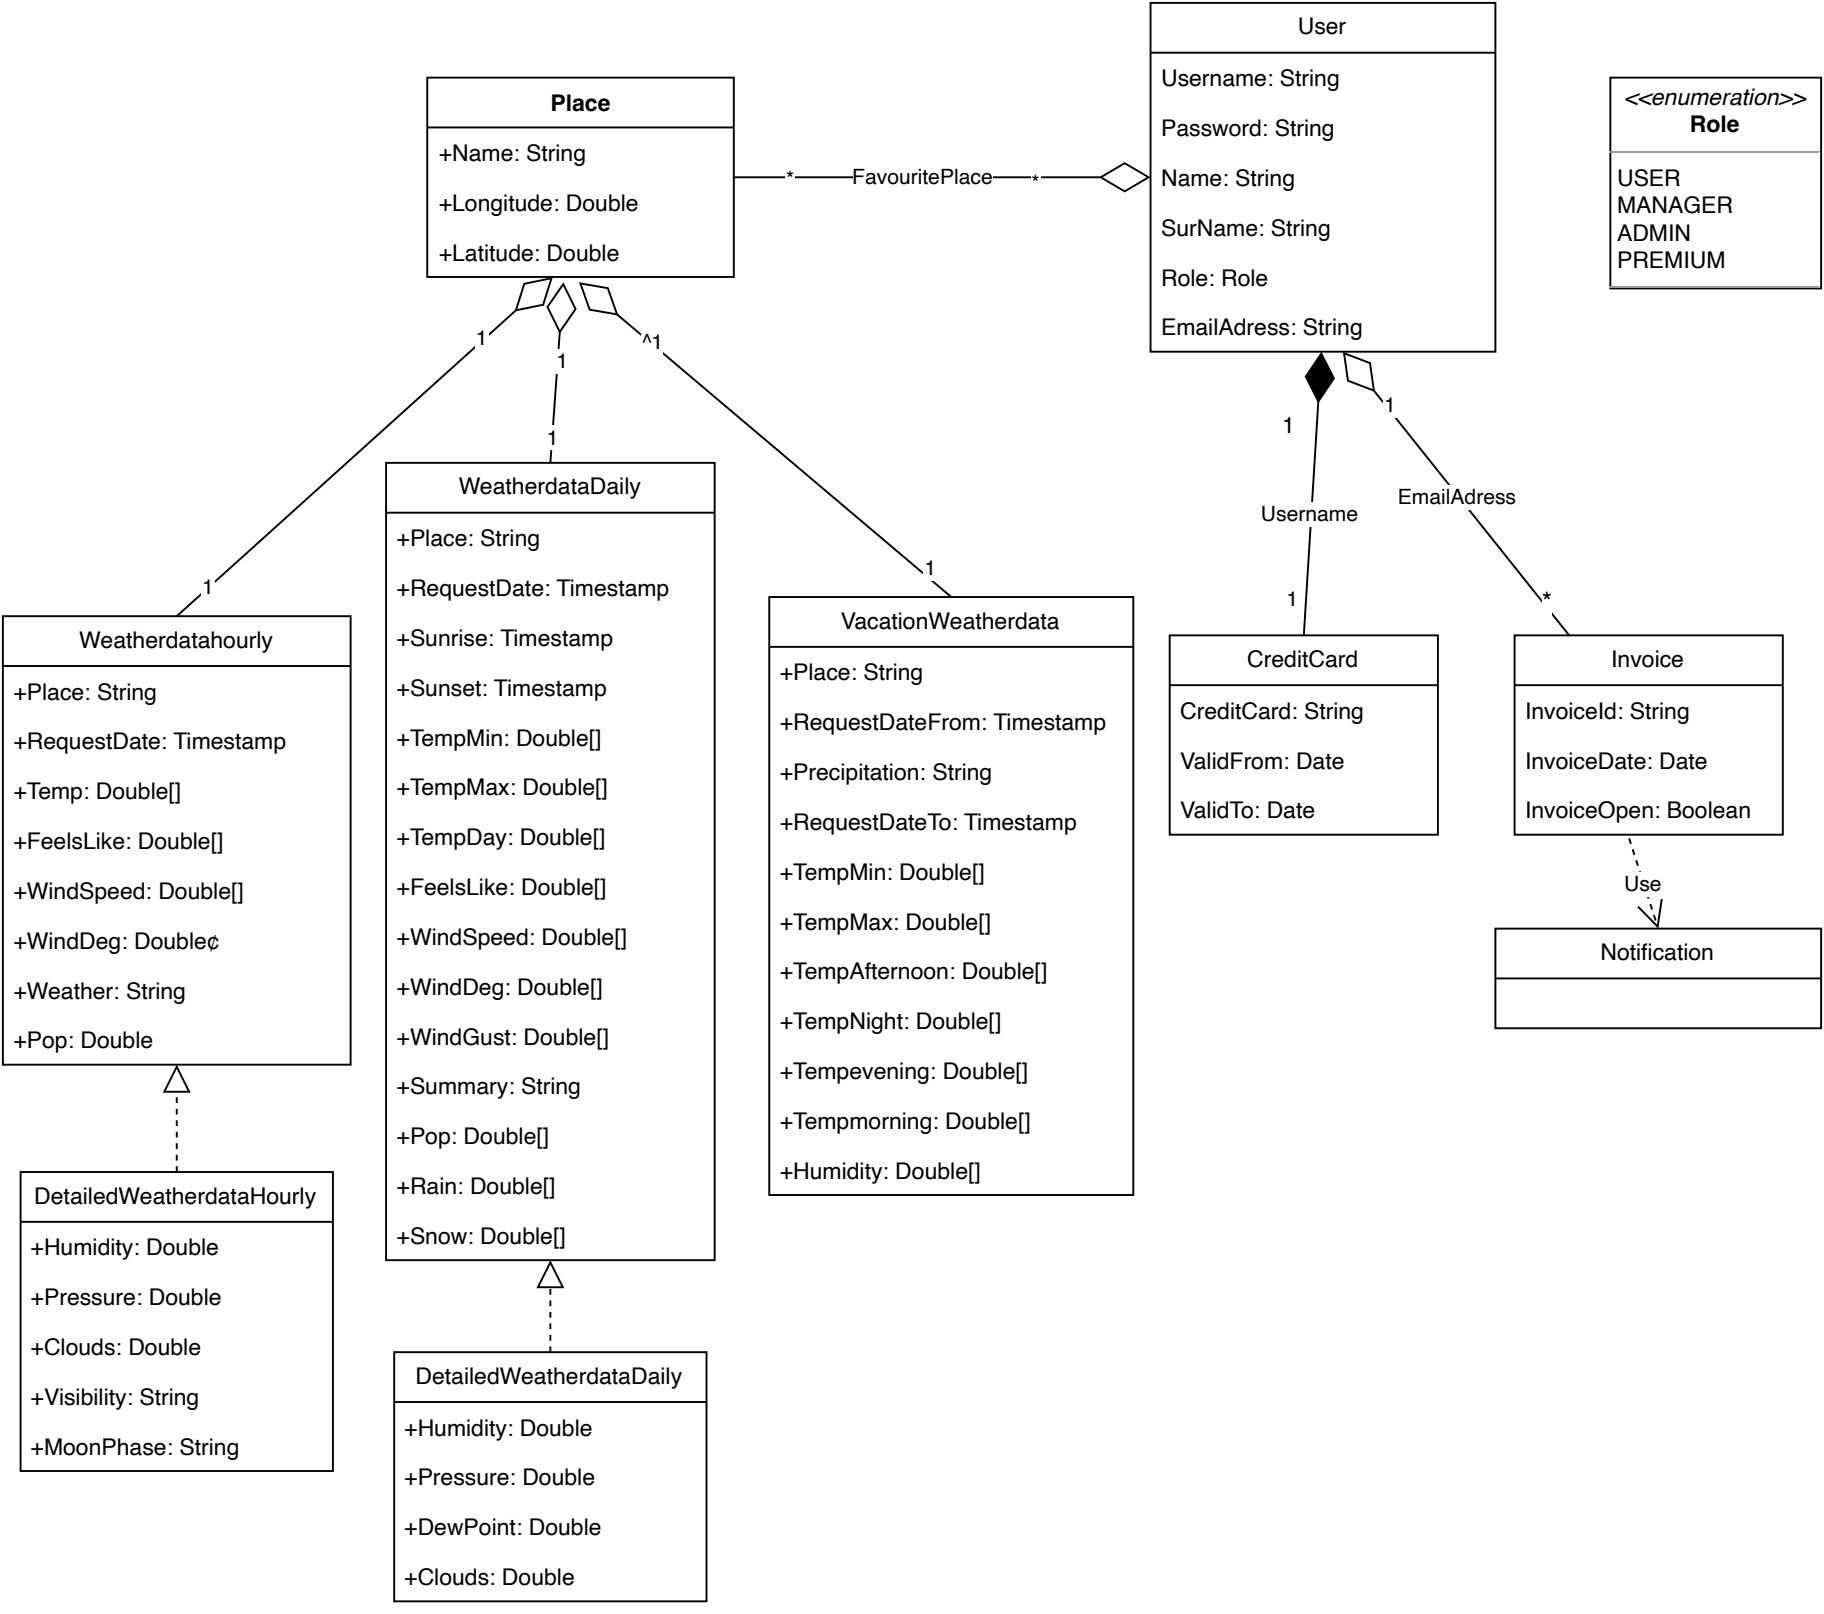 User
Username: String
Password: String
Name: String
SurName: String
Role: Role
EmailAdress: String
<<enumeration>>
Role
USER
MANAGER
ADMIN
PREMIUM
Place
+Name: String
+Longitude: Double
+Latitude: Double
* FavouritePlace *
1
1
^1
1
1
1
1
Username
1
1
EmailAdress
*
Weatherdatahourly
+Place: String
+RequestDate: Timestamp
+Temp: Double[]
+FeelsLike: Double[]
+WindSpeed: Double[]
+WindDeg: Double¢
+Weather: String
+Pop: Double
WeatherdataDaily
+Place: String
+RequestDate: Timestamp
+Sunrise: Timestamp
+Sunset: Timestamp
+TempMin: Double[]
+TempMax: Double[]
+TempDay: Double[]
+FeelsLike: Double[]
+WindSpeed: Double[]
+WindDeg: Double[]
+WindGust: Double[]
+Summary: String
+Pop: Double[]
+Rain: Double[]
+Snow: Double[]
VacationWeatherdata
+Place: String
+RequestDateFrom: Timestamp
+Precipitation: String
+RequestDateTo: Timestamp
+TempMin: Double[]
+TempMax: Double[]
+TempAfternoon: Double[]
+TempNight: Double[]
+Tempevening: Double[]
+Tempmorning: Double[]
+Humidity: Double[]
CreditCard
CreditCard: String
ValidFrom: Date
ValidTo: Date
Invoice
InvoiceId: String
InvoiceDate: Date
InvoiceOpen: Boolean
Use
Notification
DetailedWeatherdataHourly
+Humidity: Double
+Pressure: Double
+Clouds: Double
+Visibility: String
+MoonPhase: String
DetailedWeatherdataDaily
+Humidity: Double
+Pressure: Double
+DewPoint: Double
+Clouds: Double